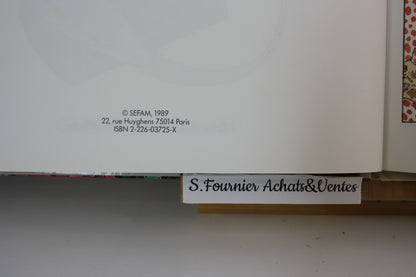 © SEFAM, 1989
22, rue Huyghens 75014 Paris
ISBN 2-226-03725-X
S.Fournier Achats&Ventes